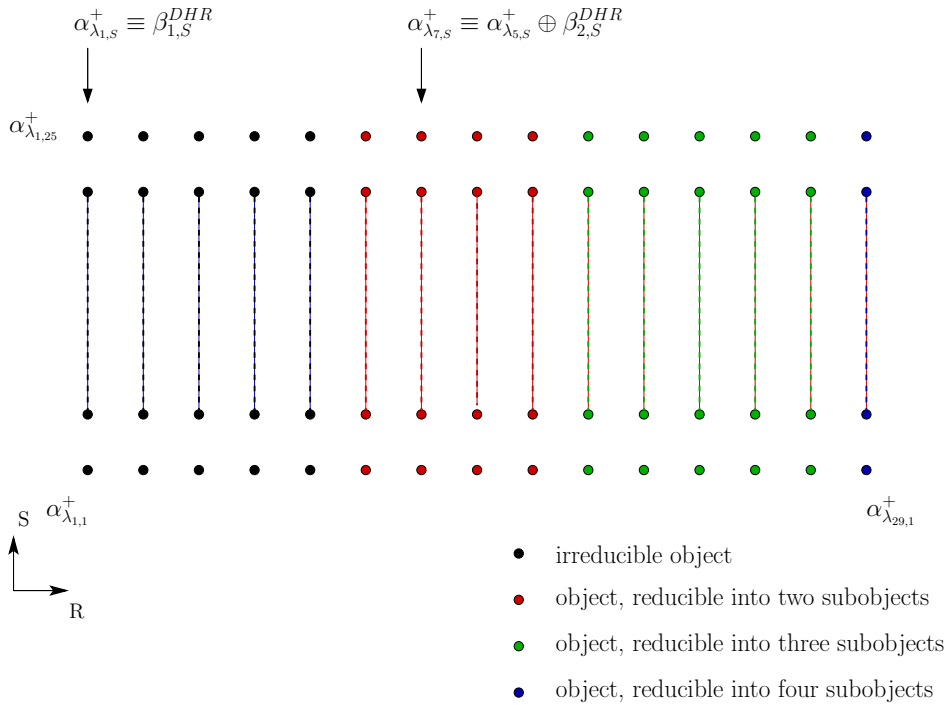 α⁺_{λ_{1,S}} ≡ β^{DHR}_{1,S}
α⁺_{λ_{7,S}} ≡ α⁺_{λ_{5,S}} ⊕ β^{DHR}_{2,S}
α⁺_{λ_{1,25}}
α⁺_{λ_{1,1}}
α⁺_{λ_{29,1}}
S
R
irreducible object
object, reducible into two subobjects
object, reducible into three subobjects
object, reducible into four subobjects